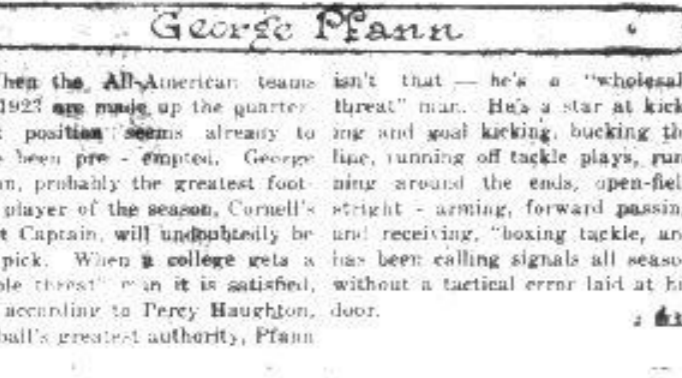 George Pfann
hen the All-American teams
1923 are made up the quarter-
position seems already to
been pre - empted. George
n, probably the greatest foot-
player of the season, Cornell's
t Captain, will undoubtedly be
pick. When a college gets a
ple threat" man it is satisfied,
according to Percy Haughton,
ball's greatest authority, Pfann
isn't that — he's a "wholesal
threat" man. He's a star at kick
ing and goal kicking, bucking th
line, running off tackle plays, run
ning around the ends, open-fiel
stright - arming, forward passin
and receiving, "boxing tackle, an
has been calling signals all seaso
without a tactical error laid at hi
door.